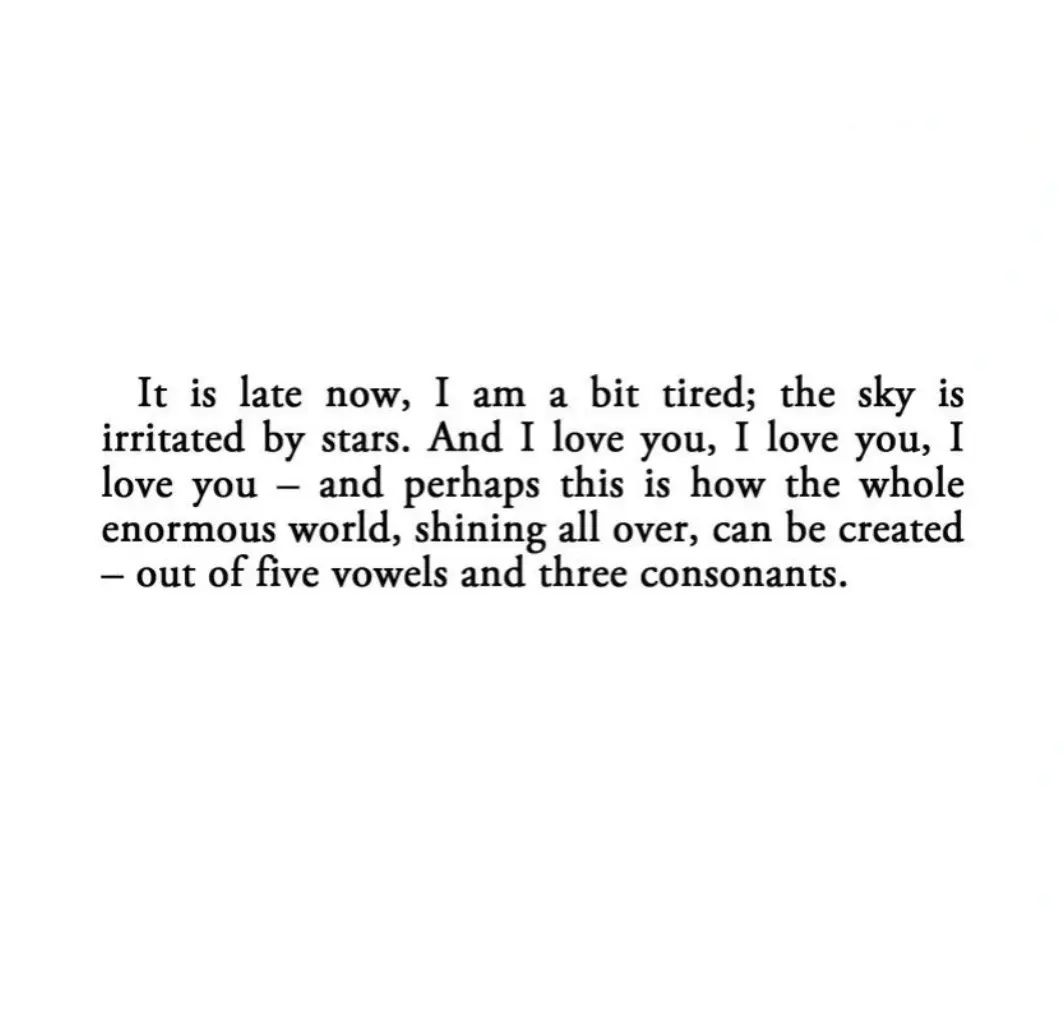 It is late now, I am a bit tired; the sky is
irritated by stars. And I love you, I love you, I
love you – and perhaps this is how the whole
enormous world, shining all over, can be created
– out of five vowels and three consonants.